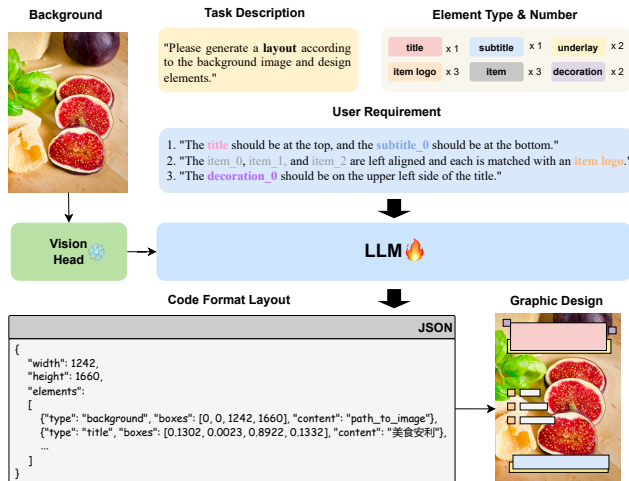 Background
Task Description
Element Type & Number
"Please generate a layout according
to the background image and design
elements."
title x 1 subtitle x 1 underlay x 2
item logo x 3 item x 3 decoration x 2
User Requirement
1. "The title should be at the top, and the subtitle_0 should be at the bottom."
2. "The item_0, item_1, and item_2 are left aligned and each is matched with an item logo."
3. "The decoration_0 should be on the upper left side of the title."
Vision
Head
LLM
Code Format Layout
Graphic Design
JSON
{
"width": 1242,
"height": 1660,
"elements":
[
{"type": "background", "boxes": [0, 0, 1242, 1660], "content": "path_to_image"},
{"type": "title", "boxes": [0.1302, 0.0023, 0.8922, 0.1332], "content": "美食安利"},
...
]
}